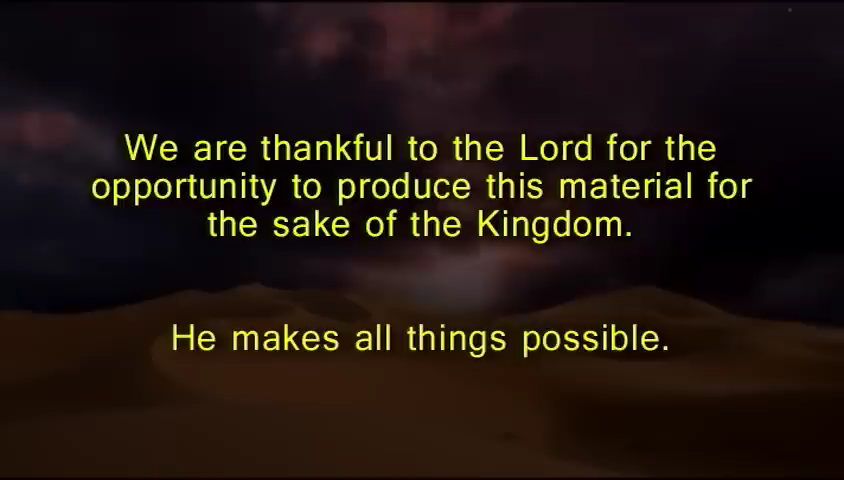 We are thankful to the Lord for the
opportunity to produce this material for
the sake of the Kingdom.
He makes all things possible.